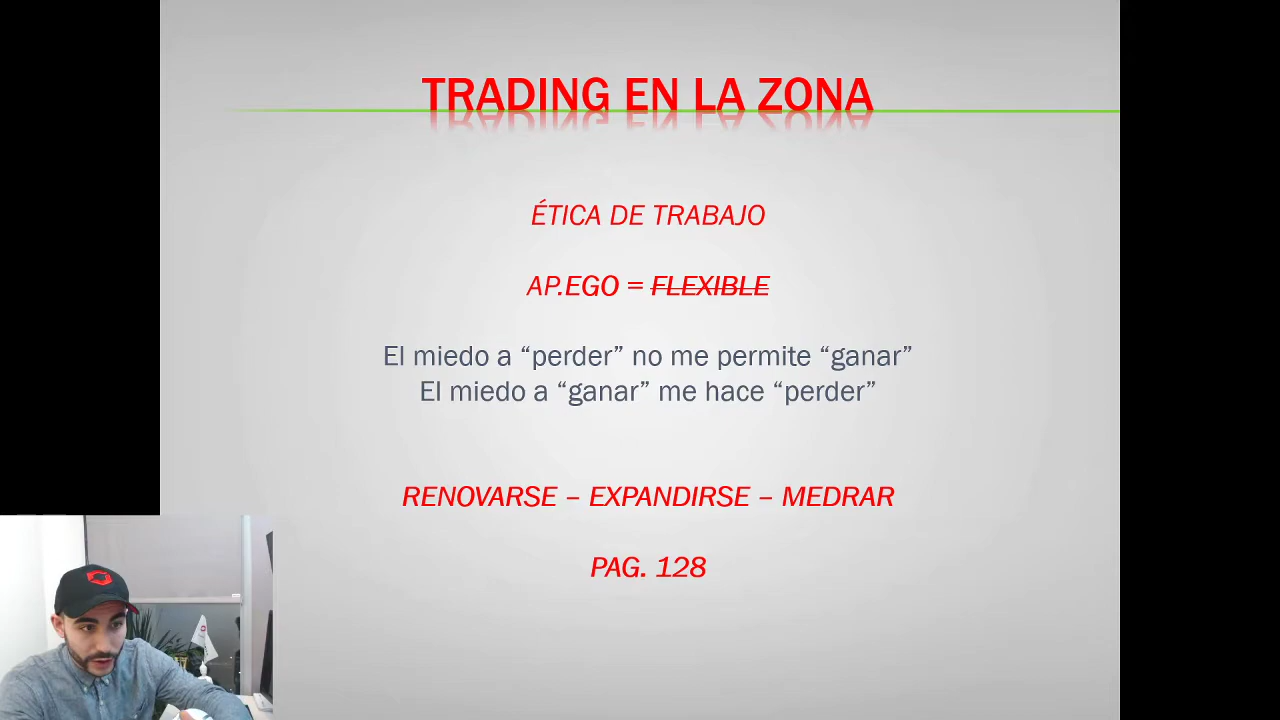 TRADING EN LA ZONA
ÉTICA DE TRABAJO
AP.EGO = FLEXIBLE
El miedo a “perder” no me permite “ganar”
El miedo a “ganar” me hace “perder”
RENOVARSE – EXPANDIRSE – MEDRAR
PAG. 128